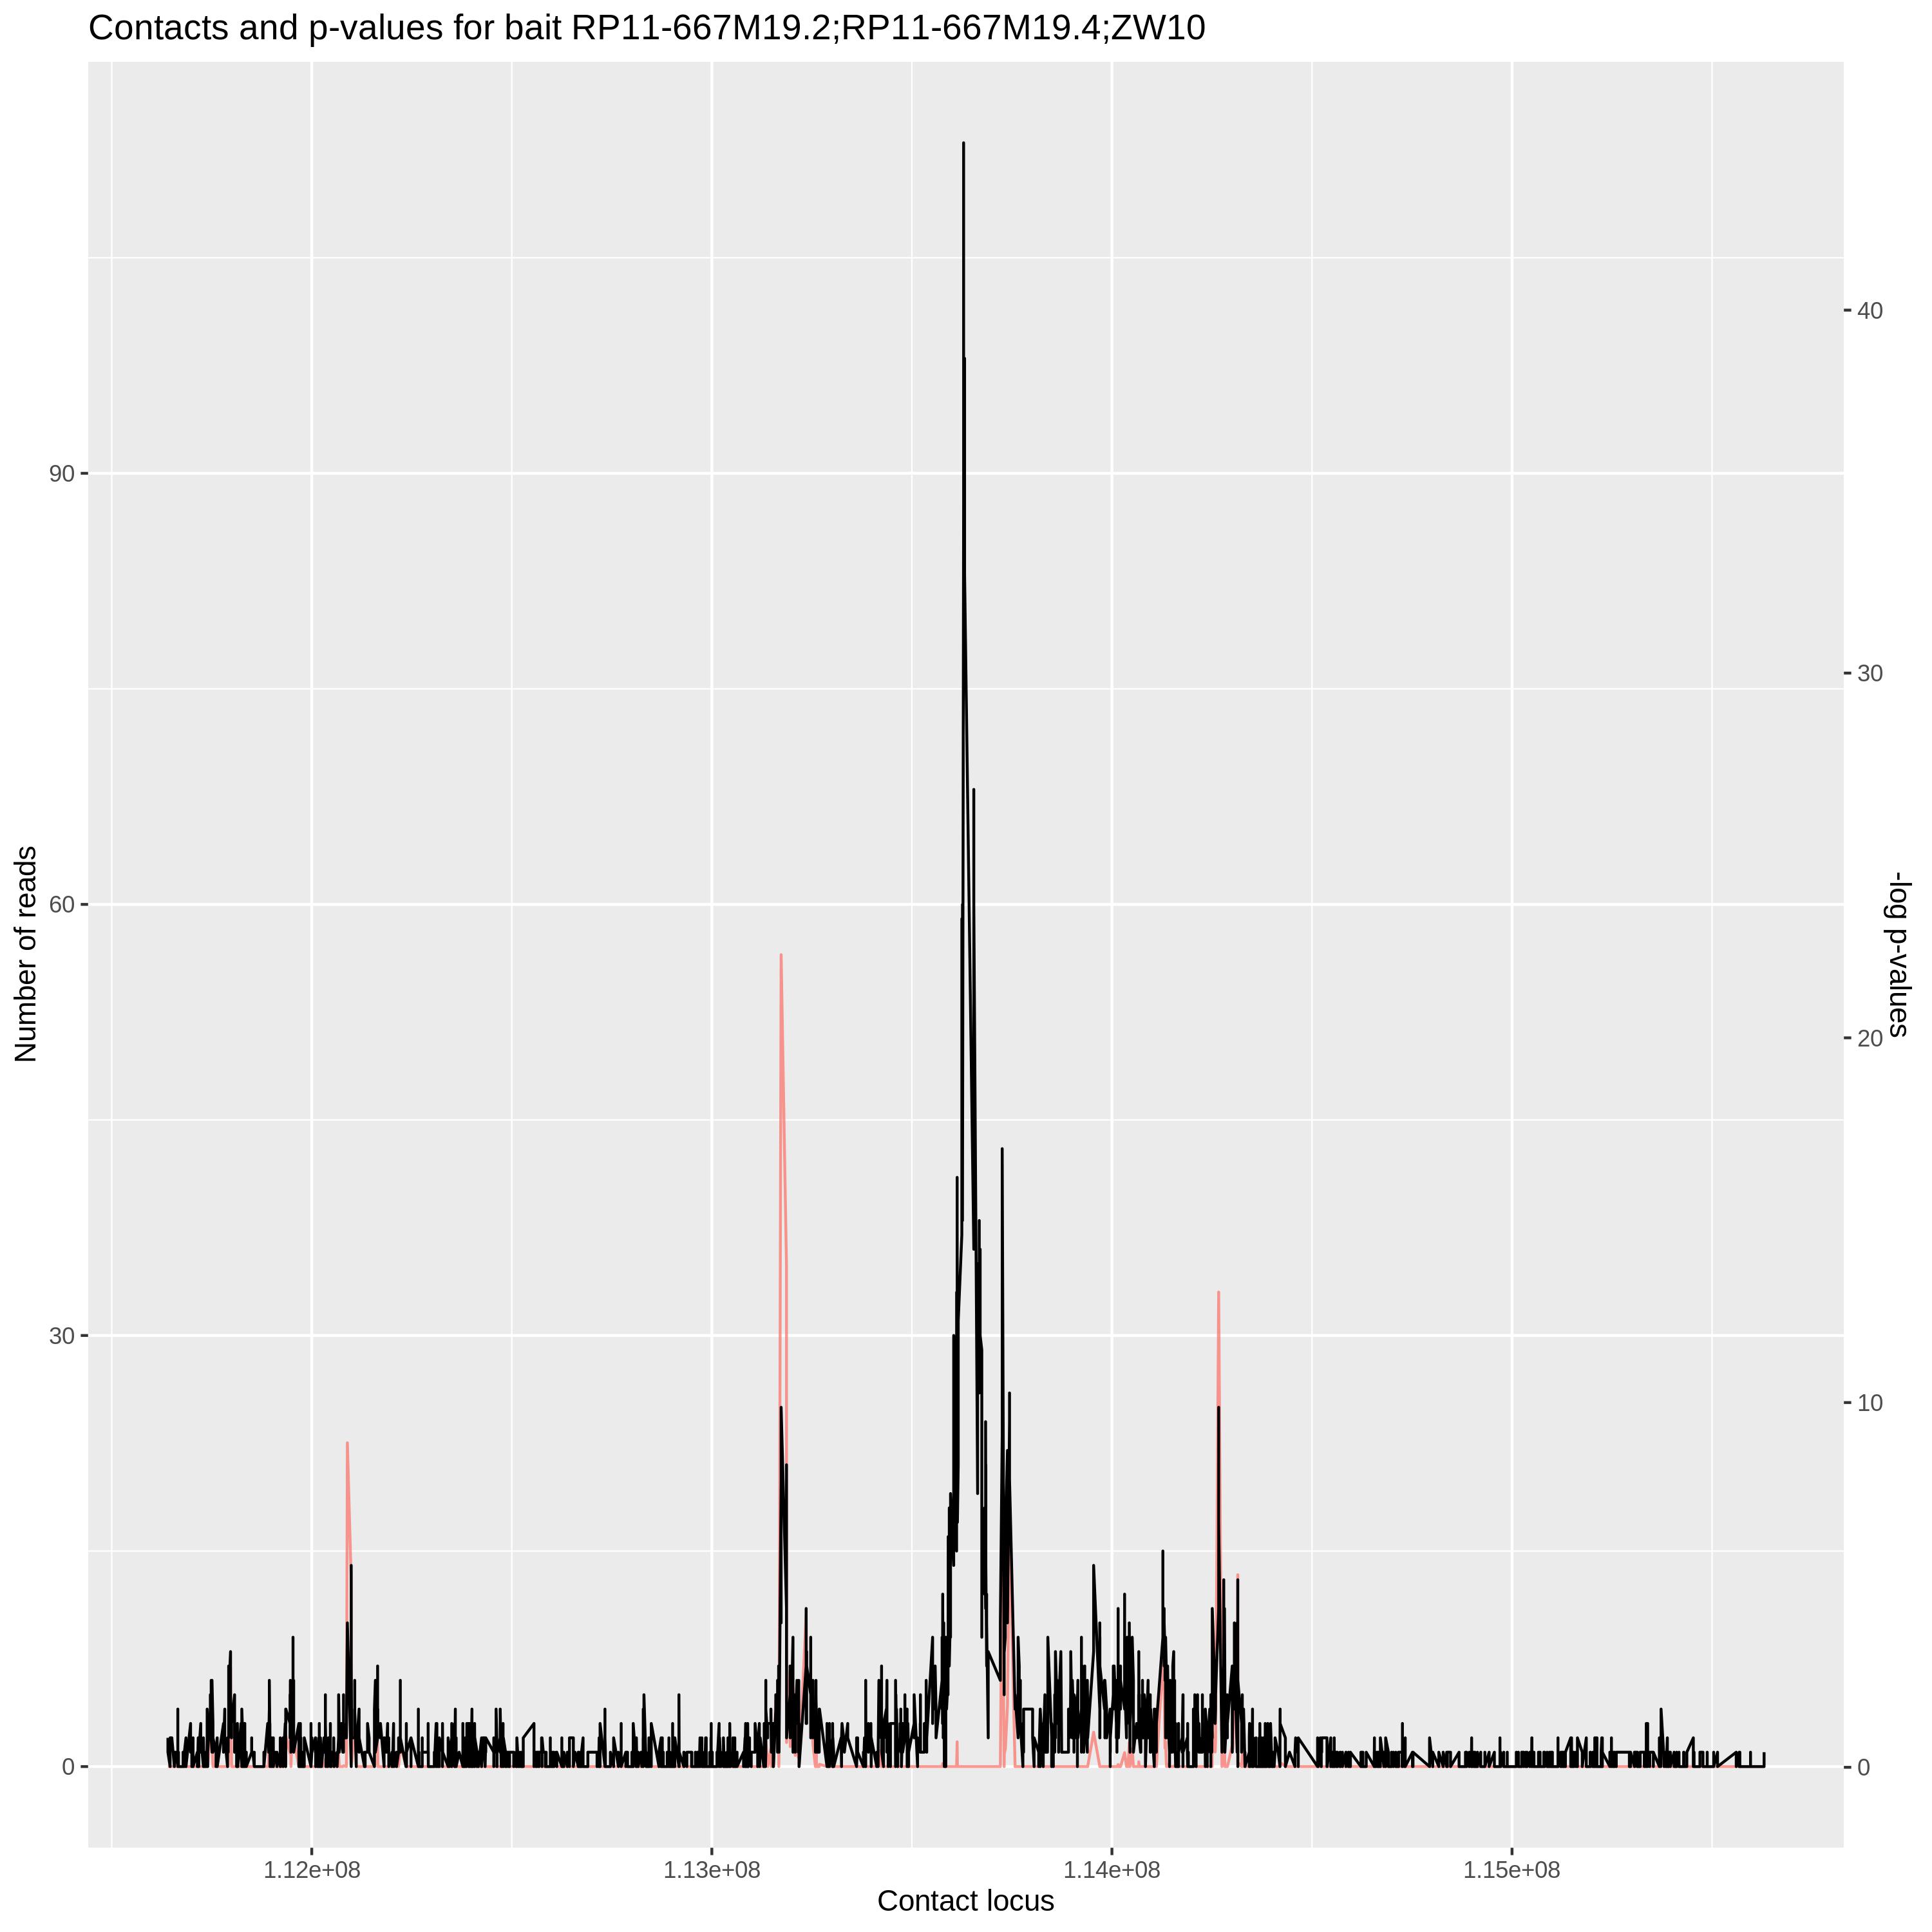 Contacts and p-values for bait RP11-667M19.2;RP11-667M19.4;ZW10
Number of reads
90
60
30
0
40
30
20
10
0
-log p-values
1.12e+08 1.13e+08 1.14e+08 1.15e+08
Contact locus